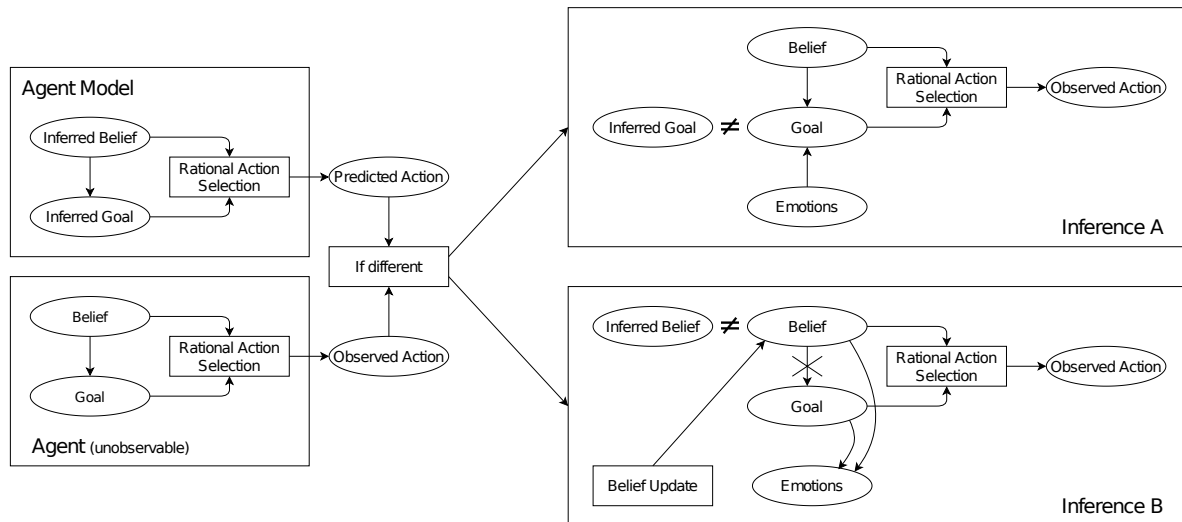 Agent Model
Inferred Belief
Rational Action
Selection
Inferred Goal
Predicted Action
If different
Belief
Rational Action
Selection
Goal
Observed Action
Agent (unobservable)
Belief
Rational Action
Selection
Observed Action
Inferred Goal ≠ Goal
Emotions
Inference A
Inferred Belief ≠ Belief
Rational Action
Selection
Observed Action
Goal
Belief Update
Emotions
Inference B